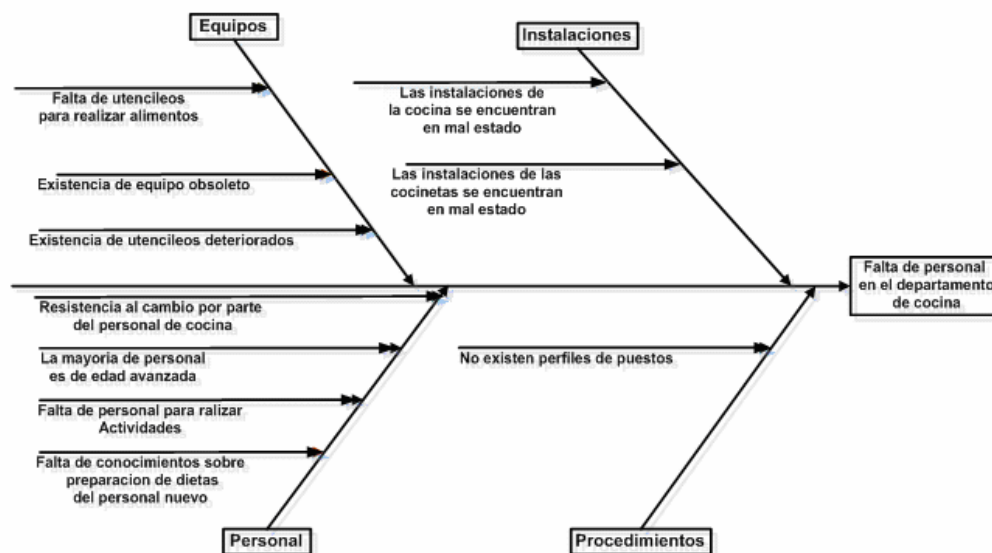 Equipos
Falta de utencileos
para realizar alimentos
Existencia de equipo obsoleto
Existencia de utencileos deteriorados
Instalaciones
Las instalaciones de
la cocina se encuentran
en mal estado
Las instalaciones de las
cocinetas se encuentran
en mal estado
Falta de personal
en el departamento
de cocina
Resistencia al cambio por parte
del personal de cocina
La mayoria de personal
es de edad avanzada
Falta de personal para ralizar
Actividades
Falta de conocimientos sobre
preparacion de dietas
del personal nuevo
Personal
No existen perfiles de puestos
Procedimientos